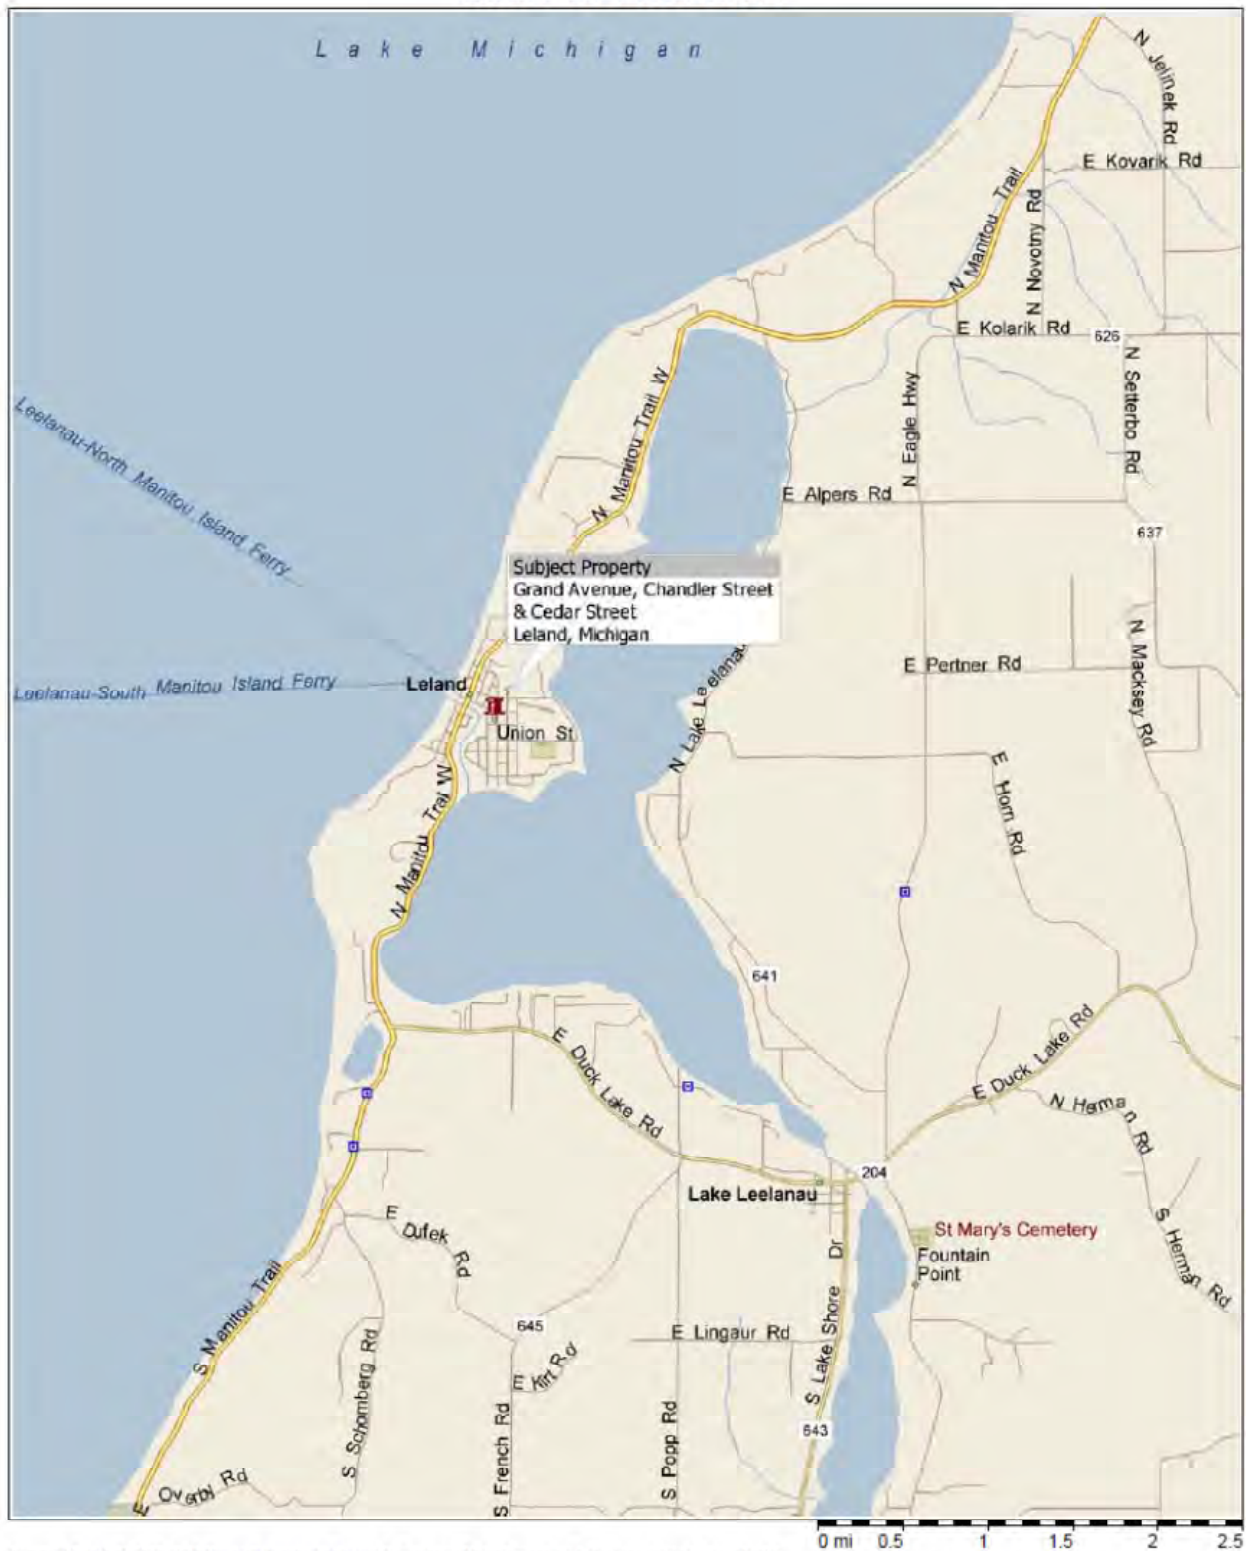 Lake Michigan
N Jelinek Rd
E Kovarik Rd
N Manitou Trail
N Novotny Rd
E Kolarik Rd
626
N Setterbo Rd
N Eagle Hwy
N Manitou Trail W
Leelanau-North Manitou Island Ferry
E Alpers Rd
637
Subject Property
Grand Avenue, Chandler Street
& Cedar Street
Leland, Michigan
N Macksey Rd
E Pertner Rd
Leelanau-South Manitou Island Ferry
Leland
N Lake Leelanau
Union St
E Horn Rd
N Manitou Trail W
641
E Duck Lake Rd
E Duck Lake Rd
N Herman Rd
204
Lake Leelanau
St Mary's Cemetery
Fountain
Point
S Herman Rd
E Dufek Rd
S Manitou Trail
645
E Lingaur Rd
S Lake Shore Dr
E Kirt Rd
S Schomberg Rd
S French Rd
S Popp Rd
643
E Overby Rd
0 mi 0.5 1 1.5 2 2.5